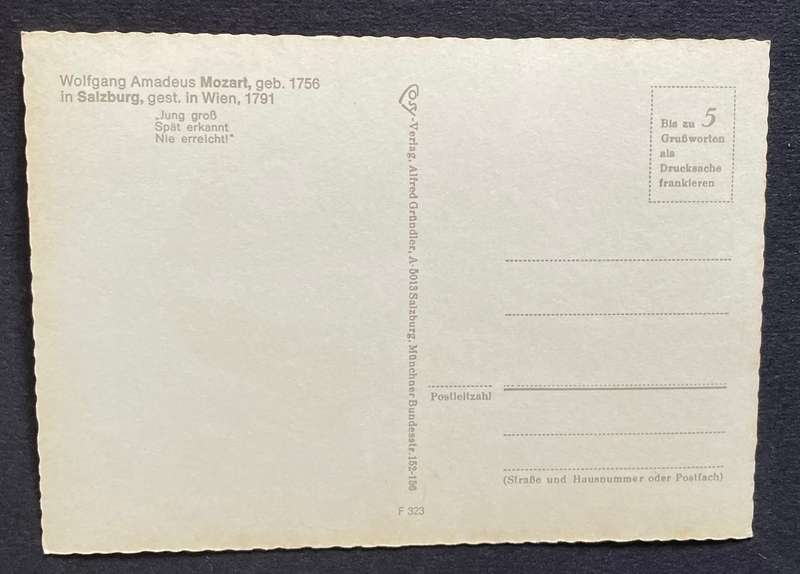 Wolfgang Amadeus Mozart, geb. 1756
in Salzburg, gest. in Wien, 1791
„Jung groß
Spät erkannt
Nie erreicht!“
Cosy-Verlag, Alfred Gründler, A-5013 Salzburg, Münchner Bundesstr. 152-156
Bis zu 5
Grußworten
als
Drucksache
frankieren
Postleitzahl
(Straße und Hausnummer oder Postfach)
F 323